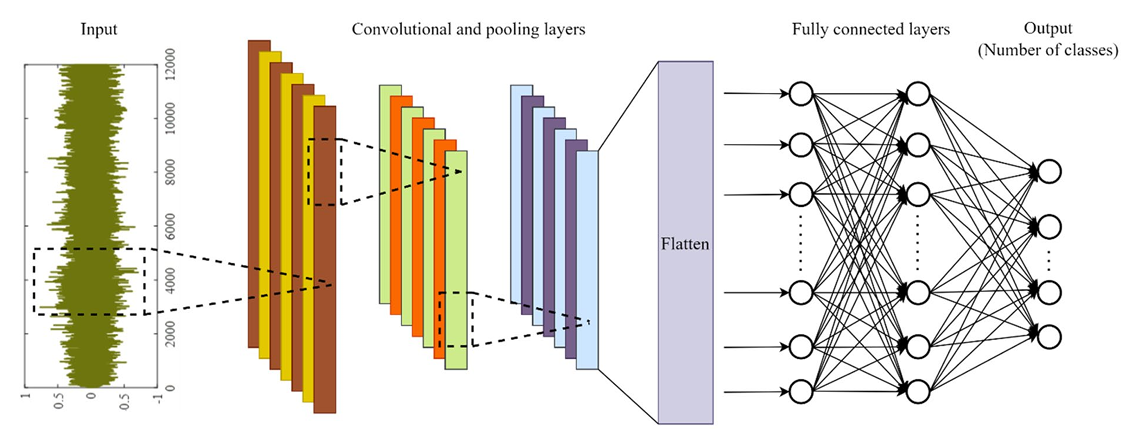 Input
Convolutional and pooling layers
Fully connected layers
Output
(Number of classes)
12000
10000
8000
6000
4000
2000
0
1
0.5
0
0.5
-1
Flatten